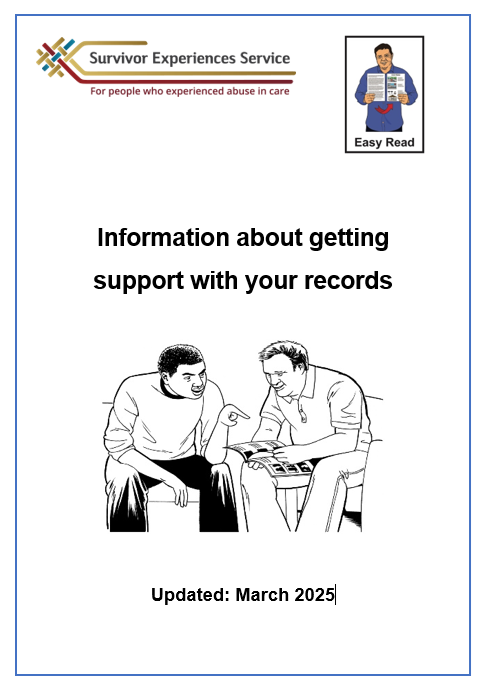 Survivor Experiences Service
For people who experienced abuse in care
Easy Read
Information about getting
support with your records
Updated: March 2025